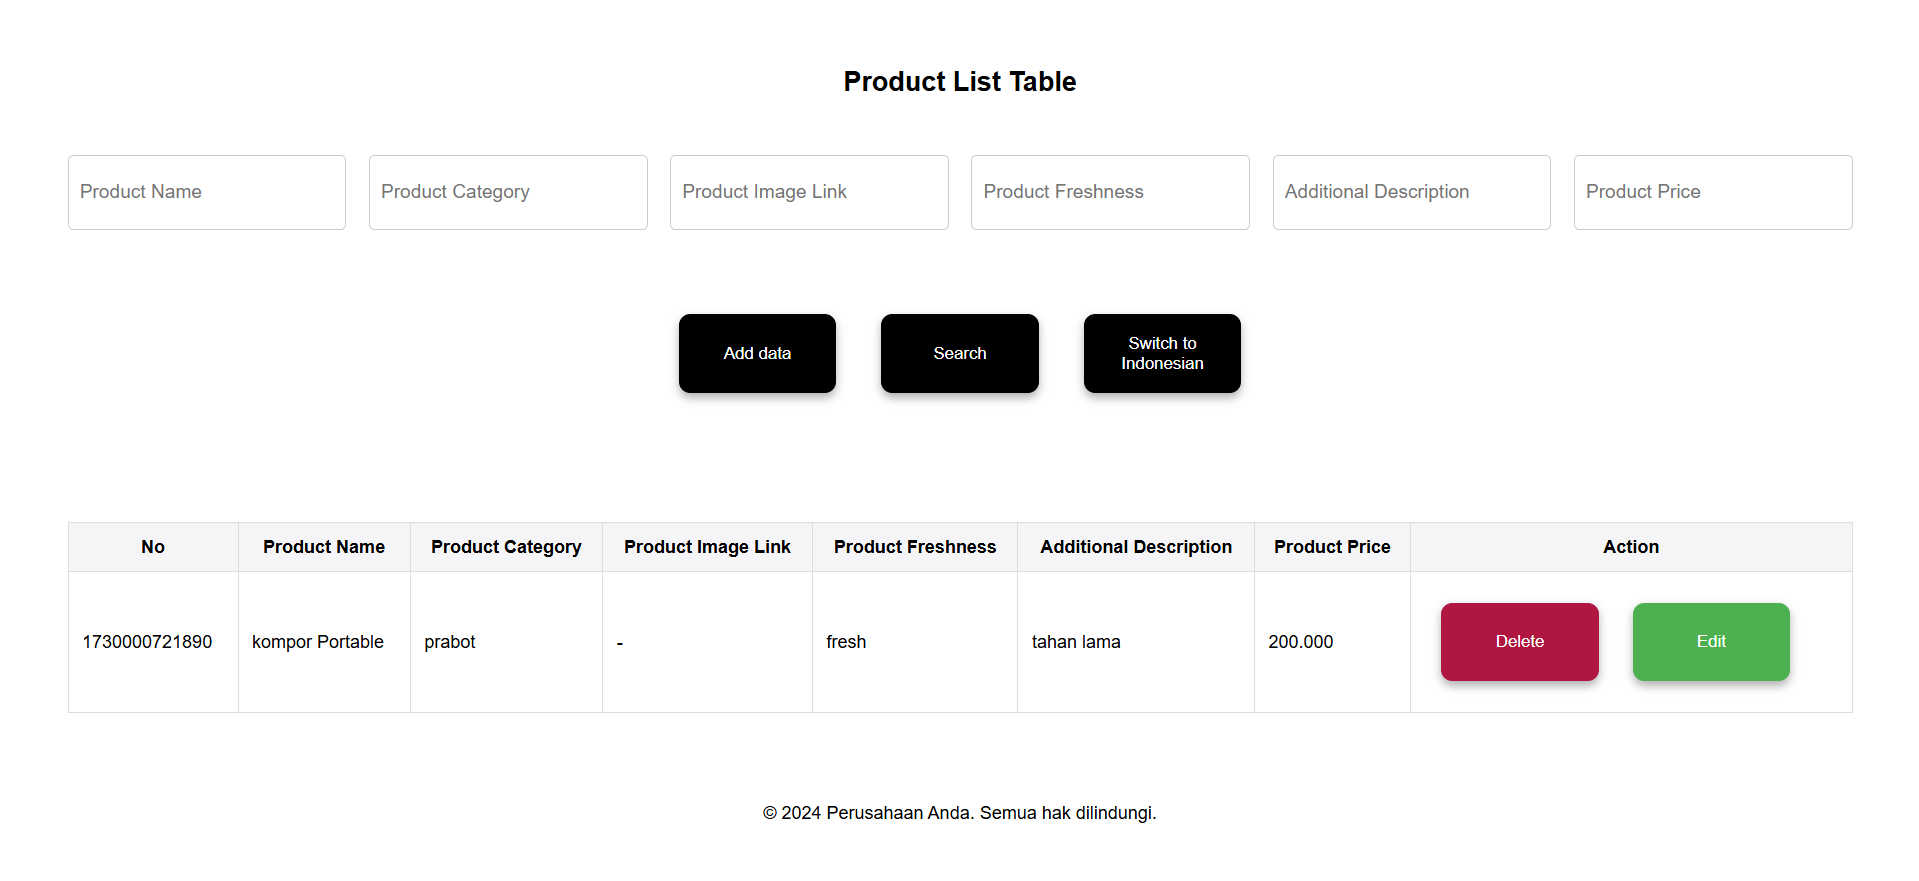 Product List Table
Product Name
Product Category
Product Image Link
Product Freshness
Additional Description
Product Price
Add data
Search
Switch to
Indonesian
No
Product Name
Product Category
Product Image Link
Product Freshness
Additional Description
Product Price
Action
1730000721890
kompor Portable
prabot
-
fresh
tahan lama
200.000
Delete
Edit
© 2024 Perusahaan Anda. Semua hak dilindungi.